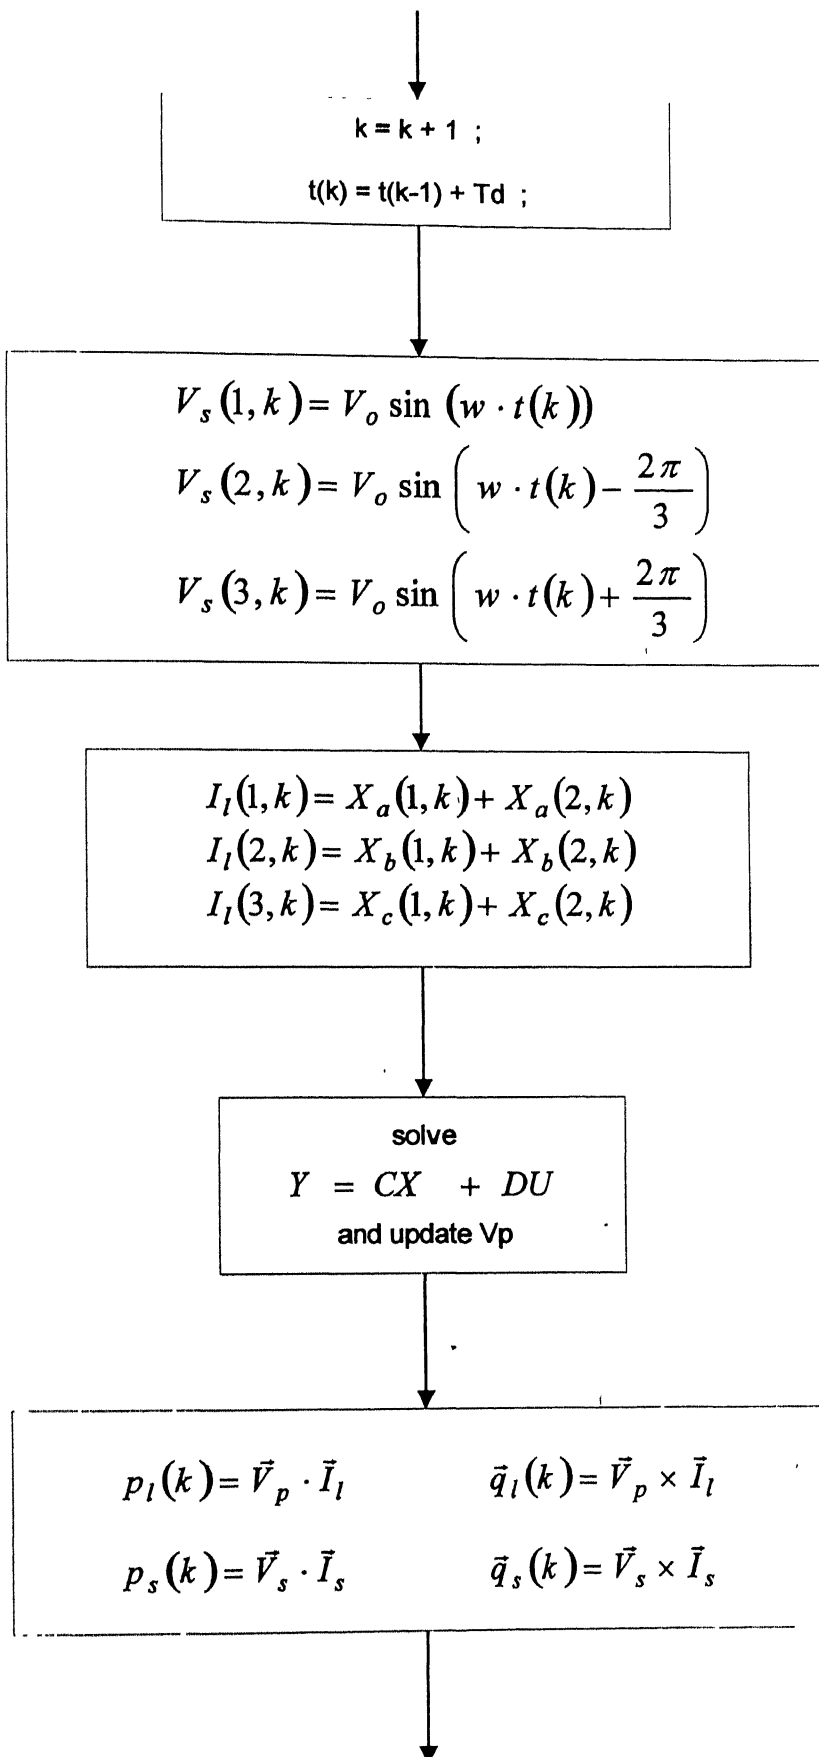 k = k + 1 ;
t(k) = t(k-1) + Td ;
V_s(1,k) = V_o sin (w · t(k))
V_s(2,k) = V_o sin ( w · t(k) − 2π/3 )
V_s(3,k) = V_o sin ( w · t(k) + 2π/3 )
I_l(1,k) = X_a(1,k) + X_a(2,k)
I_l(2,k) = X_b(1,k) + X_b(2,k)
I_l(3,k) = X_c(1,k) + X_c(2,k)
solve
Y = CX + DU
and update Vp
p_l(k) = V⃗_p · I⃗_l q⃗_l(k) = V⃗_p × I⃗_l
p_s(k) = V⃗_s · I⃗_s q⃗_s(k) = V⃗_s × I⃗_s